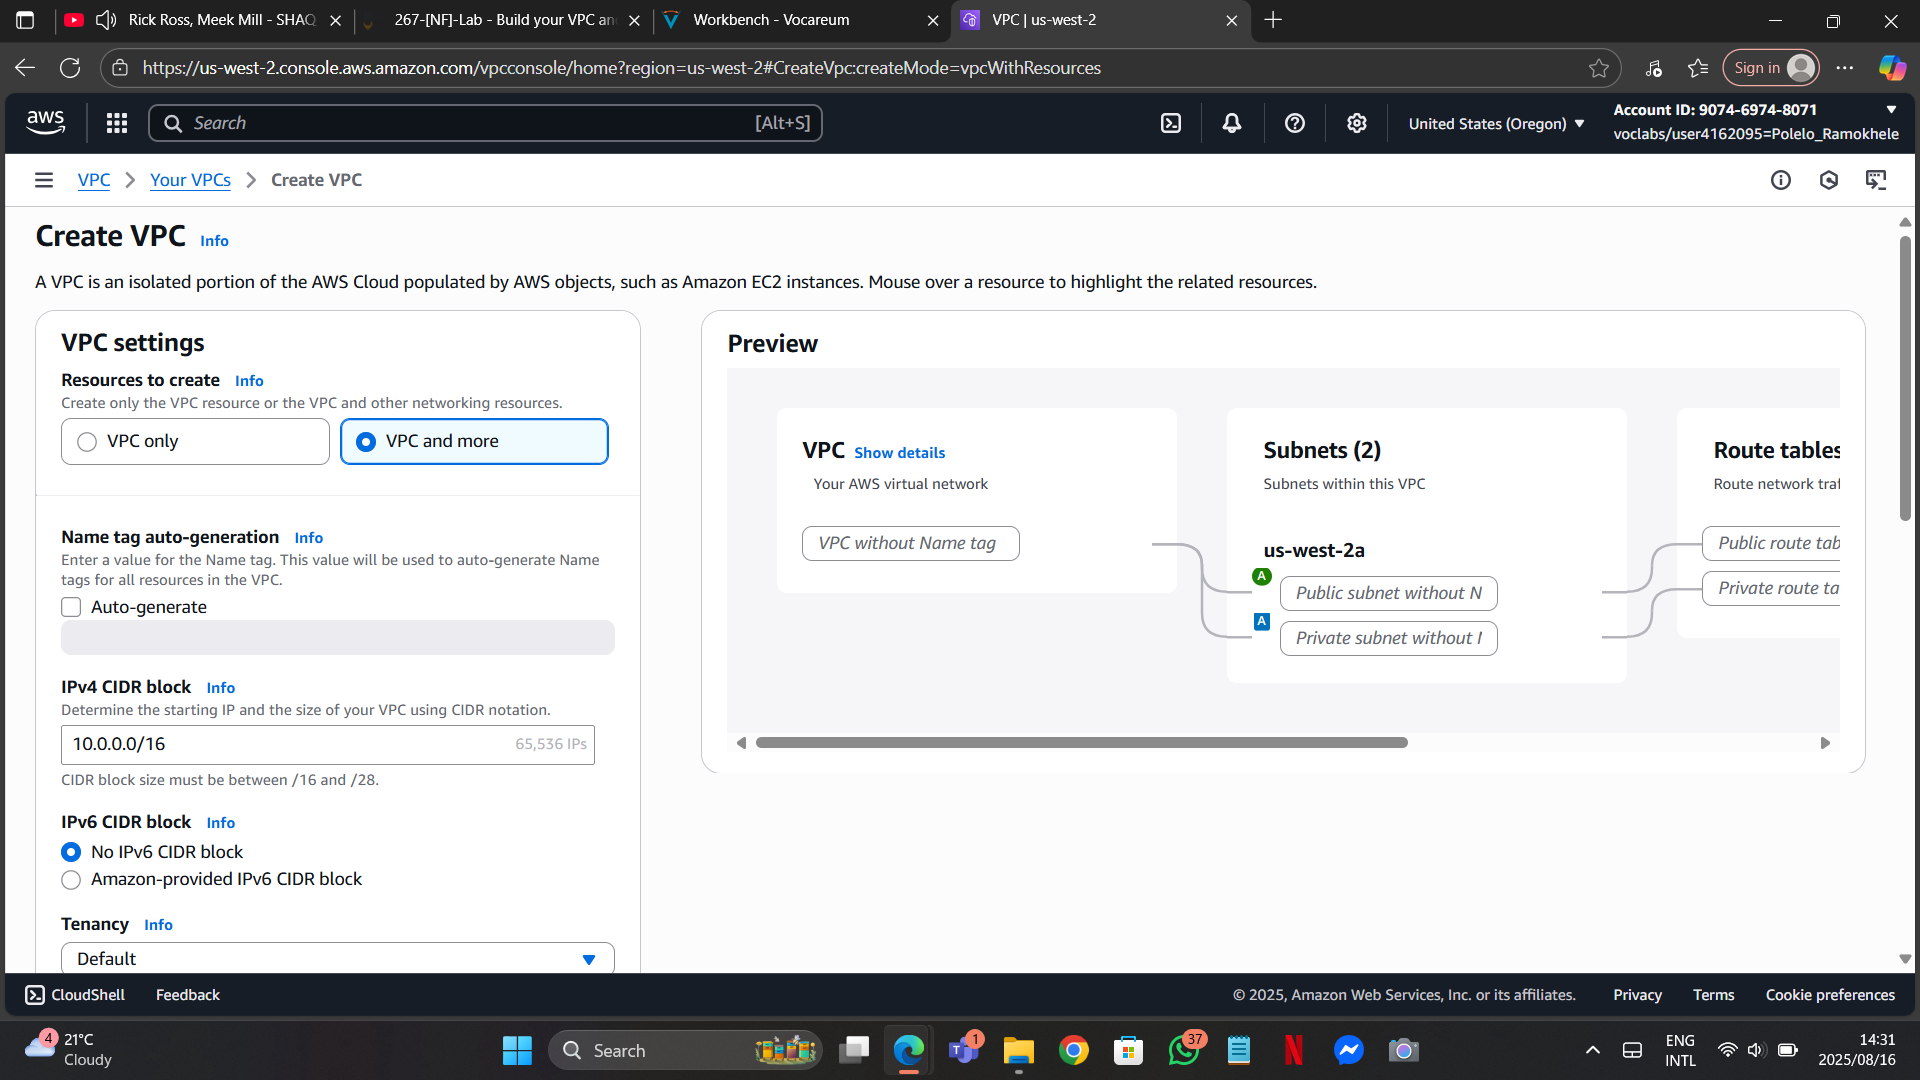 Rick Ross, Meek Mill - SHAQ
267-[NF]-Lab - Build your VPC an
Workbench - Vocareum
VPC | us-west-2
https://us-west-2.console.aws.amazon.com/vpcconsole/home?region=us-west-2#CreateVpc:createMode=vpcWithResources
Sign in
aws
Search
[Alt+S]
United States (Oregon)
Account ID: 9074-6974-8071
voclabs/user4162095=Polelo_Ramokhele
VPC
Your VPCs
Create VPC
Create VPC Info
A VPC is an isolated portion of the AWS Cloud populated by AWS objects, such as Amazon EC2 instances. Mouse over a resource to highlight the related resources.
VPC settings
Resources to create Info
Create only the VPC resource or the VPC and other networking resources.
VPC only
VPC and more
Name tag auto-generation Info
Enter a value for the Name tag. This value will be used to auto-generate Name
tags for all resources in the VPC.
Auto-generate
IPv4 CIDR block Info
Determine the starting IP and the size of your VPC using CIDR notation.
10.0.0.0/16
65,536 IPs
CIDR block size must be between /16 and /28.
IPv6 CIDR block Info
No IPv6 CIDR block
Amazon-provided IPv6 CIDR block
Tenancy Info
Default
Preview
VPC Show details
Your AWS virtual network
VPC without Name tag
Subnets (2)
Subnets within this VPC
us-west-2a
A
Public subnet without N
A
Private subnet without
Route tables
Route network traf
Public route tab
Private route ta
CloudShell
Feedback
© 2025, Amazon Web Services, Inc. or its affiliates.
Privacy
Terms
Cookie preferences
4
21°C
Cloudy
Search
1
37
ENG
INTL
14:31
2025/08/16